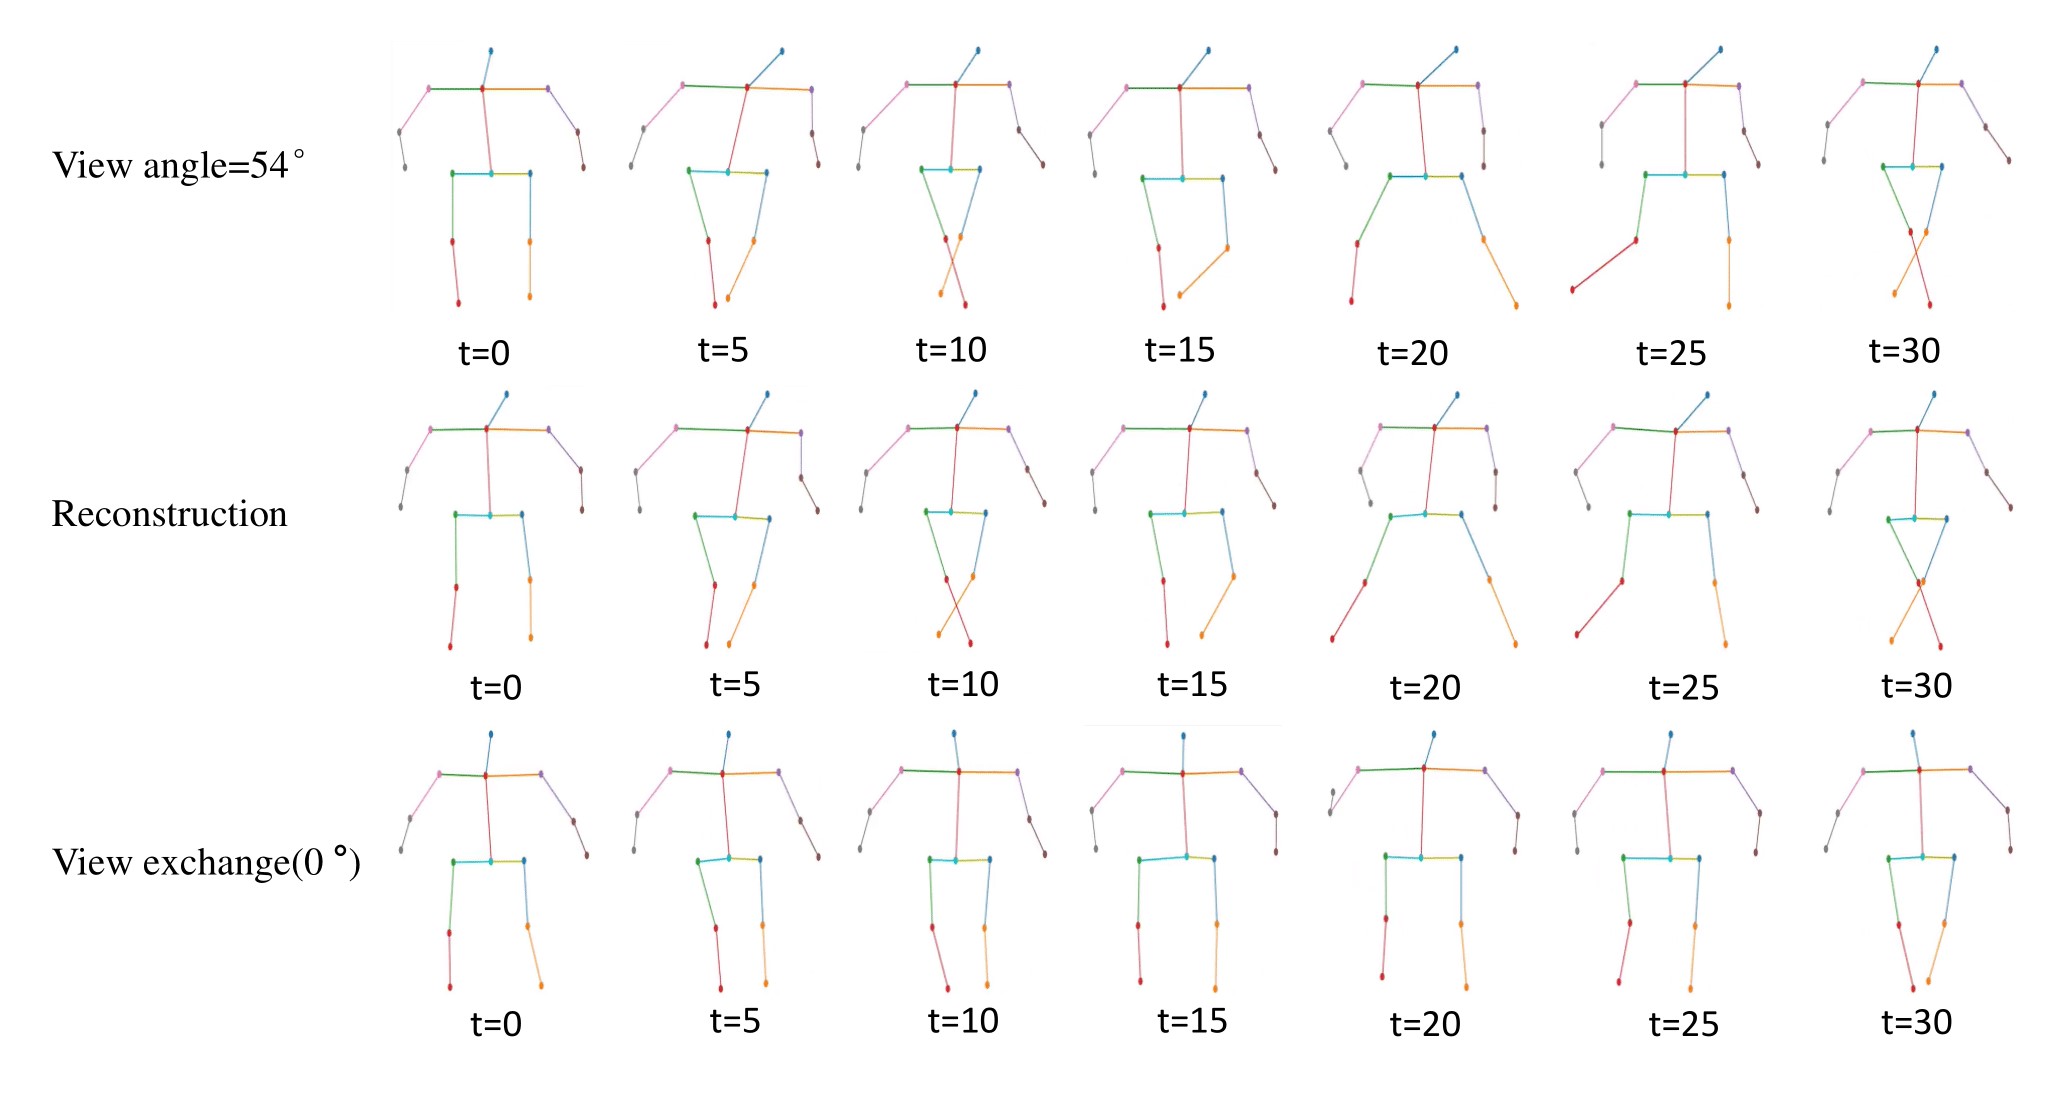 View angle=54°
t=0 t=5 t=10 t=15 t=20 t=25 t=30
Reconstruction
t=0 t=5 t=10 t=15 t=20 t=25 t=30
View exchange(0 °)
t=0 t=5 t=10 t=15 t=20 t=25 t=30